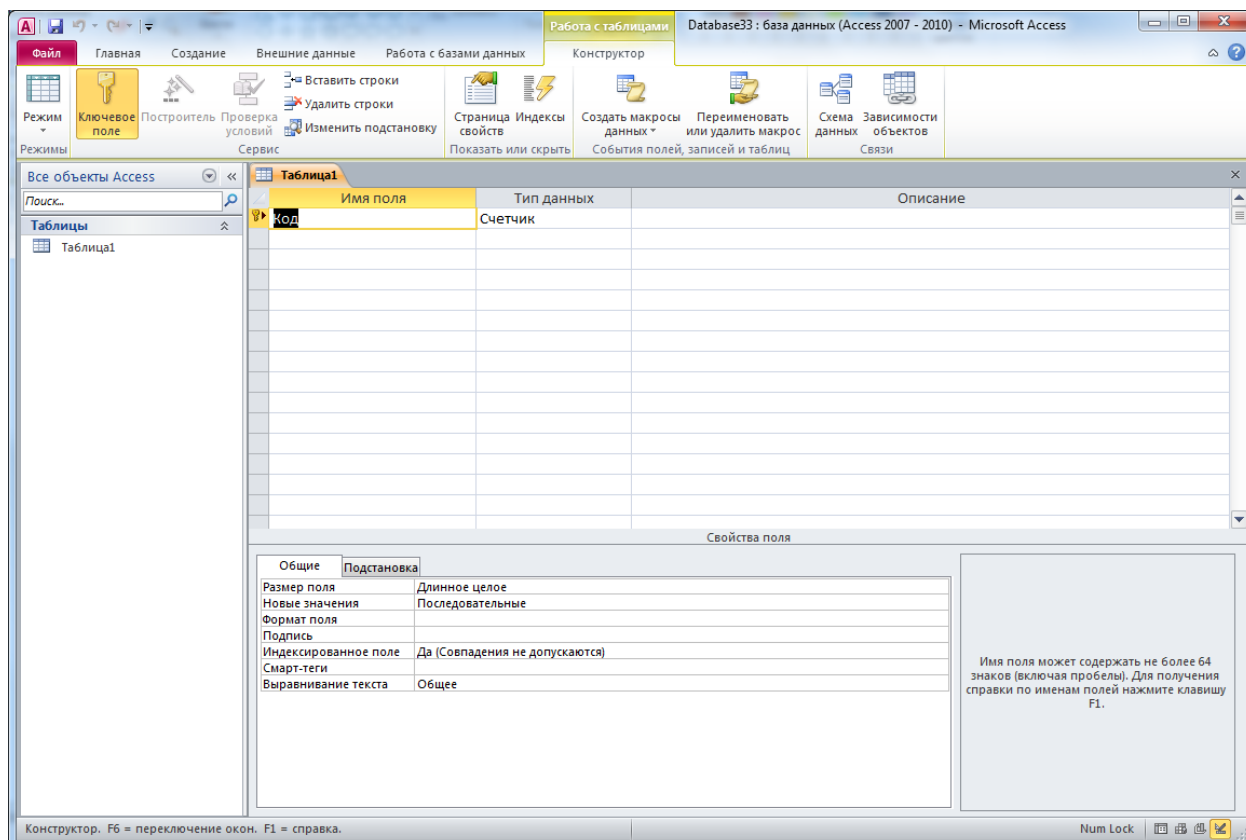 Работа с таблицами
Database33 : база данных (Access 2007 - 2010) - Microsoft Access
Файл Главная Создание Внешние данные Работа с базами данных Конструктор
Режим
Режимы
Ключевое поле
Построитель
Проверка условий
Вставить строки
Удалить строки
Изменить подстановку
Сервис
Страница свойств
Индексы
Показать или скрыть
Создать макросы данных
Переименовать или удалить макрос
События полей, записей и таблиц
Схема данных
Зависимости объектов
Связи
Все объекты Access
Поиск...
Таблицы
Таблица1
Таблица1
Имя поля Тип данных Описание
Код Счетчик
Свойства поля
Общие Подстановка
Размер поля Длинное целое
Новые значения Последовательные
Формат поля
Подпись
Индексированное поле Да (Совпадения не допускаются)
Смарт-теги
Выравнивание текста Общее
Имя поля может содержать не более 64
знаков (включая пробелы). Для получения
справки по именам полей нажмите клавишу
F1.
Конструктор. F6 = переключение окон. F1 = справка. Num Lock